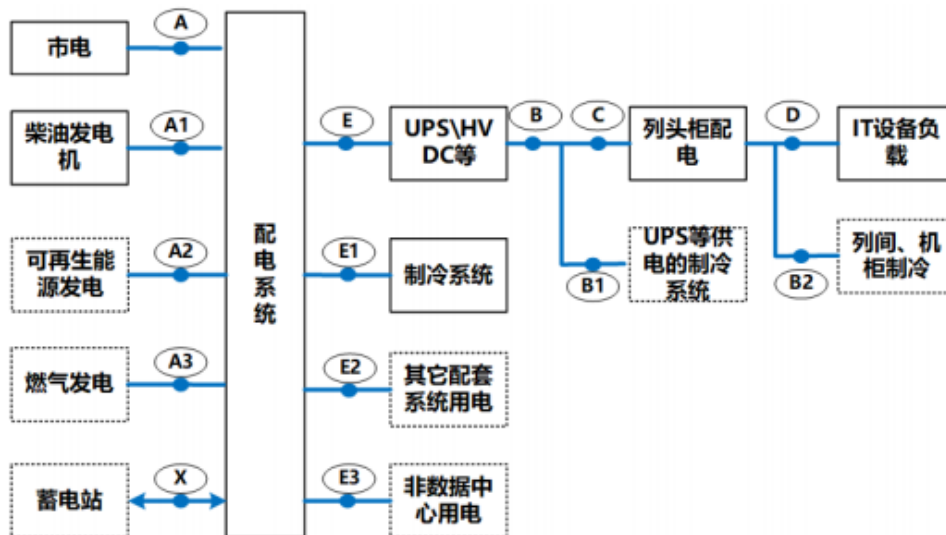 A
市电
柴油发电
机
A1
E
UPS\HV
DC等
B
C
列头柜配
电
D
IT设备负
载
配
电
系
统
可再生能
源发电
A2
E1
制冷系统
B1
UPS等供
电的制冷
系统
B2
列间、机
柜制冷
燃气发电
A3
E2
其它配套
系统用电
蓄电站
X
E3
非数据中
心用电